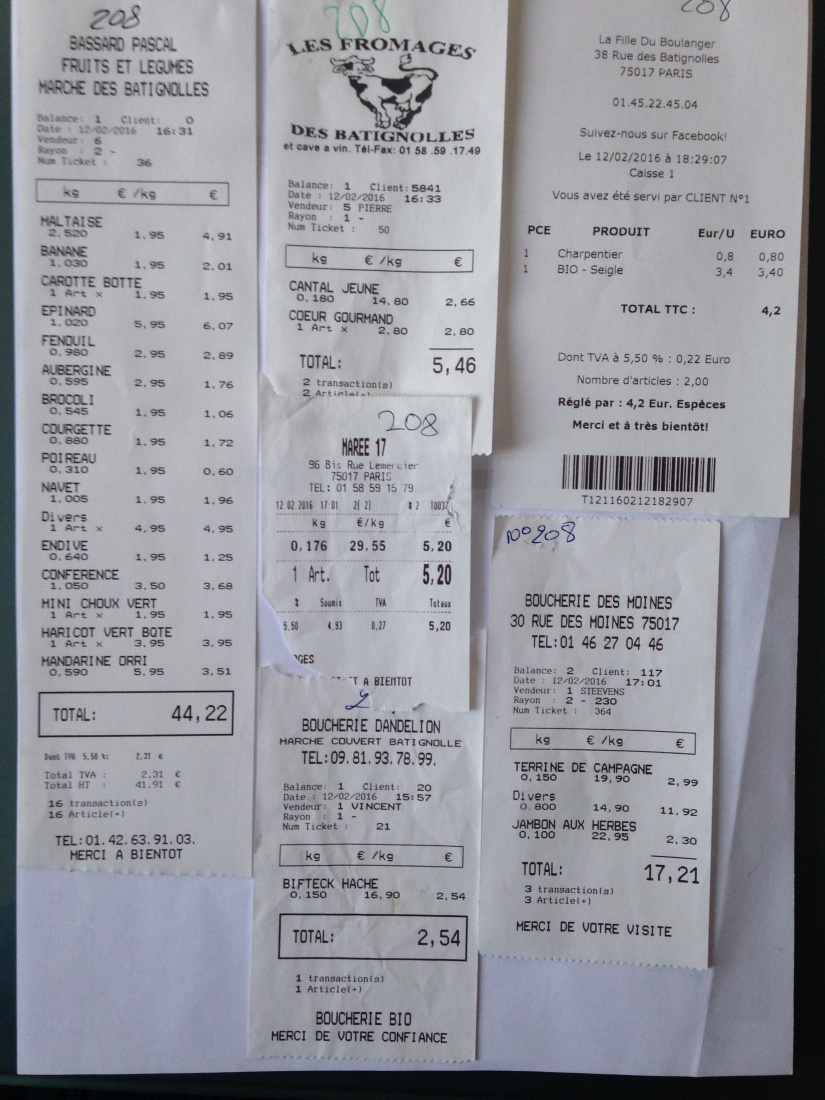 208
BASSARD PASCAL
FRUITS ET LEGUMES
MARCHE DES BATIGNOLLES
Balance: 1 Client: 0
Date : 12/02/2016 16:31
Vendeur: 6
Rayon : 2 -
Num Ticket : 36
kg € /kg €
MALTAISE
2,520 1,95 4,91
BANANE
1,030 1,95 2,01
CAROTTE BOTTE
1 Art x 1,95 1,95
EPINARD
1,020 5,95 6,07
FENOUIL
0,980 2,95 2,89
AUBERGINE
0,595 2,95 1,76
BROCOLI
0,545 1,95 1,06
COURGETTE
0,880 1,95 1,72
POIREAU
0,310 1,95 0,60
NAVET
1,005 1,95 1,96
Divers
1 Art x 4,95 4,95
ENDIVE
0,640 1,95 1,25
CONFERENCE
1,050 3,50 3,68
MINI CHOUX VERT
1 Art x 1,95 1,95
HARICOT VERT BOTE
1 Art x 3,95 3,95
MANDARINE ORRI
0,590 5,95 3,51
TOTAL: 44,22
Dont TVA 5,50 %: 2,31 €
Total TVA : 2,31 €
Total HT : 41,91 €
16 transaction(s)
16 Article(+)
TEL:01.42.63.91.03.
MERCI A BIENTOT
208
LES FROMAGES
DES BATIGNOLLES
et cave a vin. Tél-Fax: 01 58 .59 .17.49
Balance: 1 Client:5841
Date : 12/02/2016 16:33
Vendeur: 5 PIERRE
Rayon : 1 -
Num Ticket : 50
kg € /kg €
CANTAL JEUNE
0,180 14,80 2,66
COEUR GOURMAND
1 Art x 2,80 2,80
TOTAL: 5,46
2 transaction(s)
2 Article(+)
208
La Fille Du Boulanger
38 Rue des Batignolles
75017 PARIS
01.45.22.45.04
Suivez-nous sur Facebook!
Le 12/02/2016 à 18:29:07
Caisse 1
Vous avez été servi par CLIENT N°1
PCE PRODUIT Eur/U EURO
1 Charpentier 0,8 0,80
1 BIO - Seigle 3,4 3,40
TOTAL TTC : 4,2
Dont TVA à 5,50 % : 0,22 Euro
Nombre d'articles : 2,00
Réglé par : 4,2 Eur. Espèces
Merci et à très bientôt!
T121160212182907
208
MAREE 17
96 Bis Rue Lemercier
75017 PARIS
TEL: 01 58 59 15 79
12 02 2016 17:01 2( 2) # 2
kg €/kg €
0,176 29,55 5,20
1 Art. Tot 5,20
% Soumis TVA Totaux
5,50 4,93 0,27 5,20
GES
T A BIENTOT
BOUCHERIE DANDELION
MARCHE COUVERT BATIGNOLLE
TEL:09.81.93.78.99.
Balance: 1 Client: 20
Date : 12/02/2016 15:57
Vendeur: 1 VINCENT
Rayon : 1 -
Num Ticket : 21
kg € /kg €
BIFTECK HACHE
0,150 16,90 2,54
TOTAL: 2,54
1 transaction(s)
1 Article(+)
BOUCHERIE BIO
MERCI DE VOTRE CONFIANCE
N°208
BOUCHERIE DES MOINES
30 RUE DES MOINES 75017
TEL:01 46 27 04 46
Balance: 2 Client: 117
Date : 12/02/2016 17:01
Vendeur: 1 STEEVENS
Rayon : 2 - 230
Num Ticket : 364
kg € /kg €
TERRINE DE CAMPAGNE
0,150 19,90 2,99
Divers
0,800 14,90 11,92
JAMBON AUX HERBES
0,100 22,95 2,30
TOTAL: 17,21
3 transaction(s)
3 Article(+)
MERCI DE VOTRE VISITE